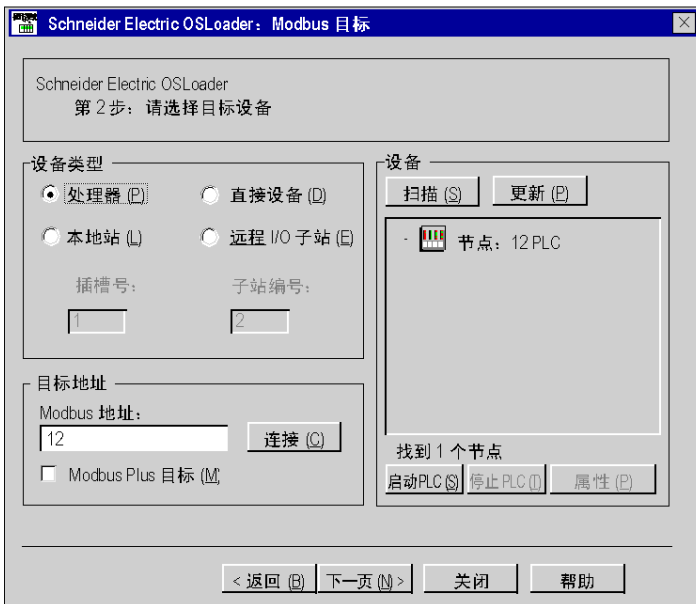 Schneider Electric OSLoader：Modbus 目标
Schneider Electric OSLoader
第 2 步：请选择目标设备
设备类型
处理器 (P)
直接设备 (D)
本地站 (L)
远程 I/O 子站 (E)
插槽号：
子站编号：
1
2
目标地址
Modbus 地址：
12
连接 (C)
Modbus Plus 目标 (M)
设备
扫描 (S)
更新 (P)
节点：12 PLC
找到 1 个节点
启动PLC (S)
停止 PLC (T)
属性 (P)
< 返回 (B)
下一页 (N) >
关闭
帮助